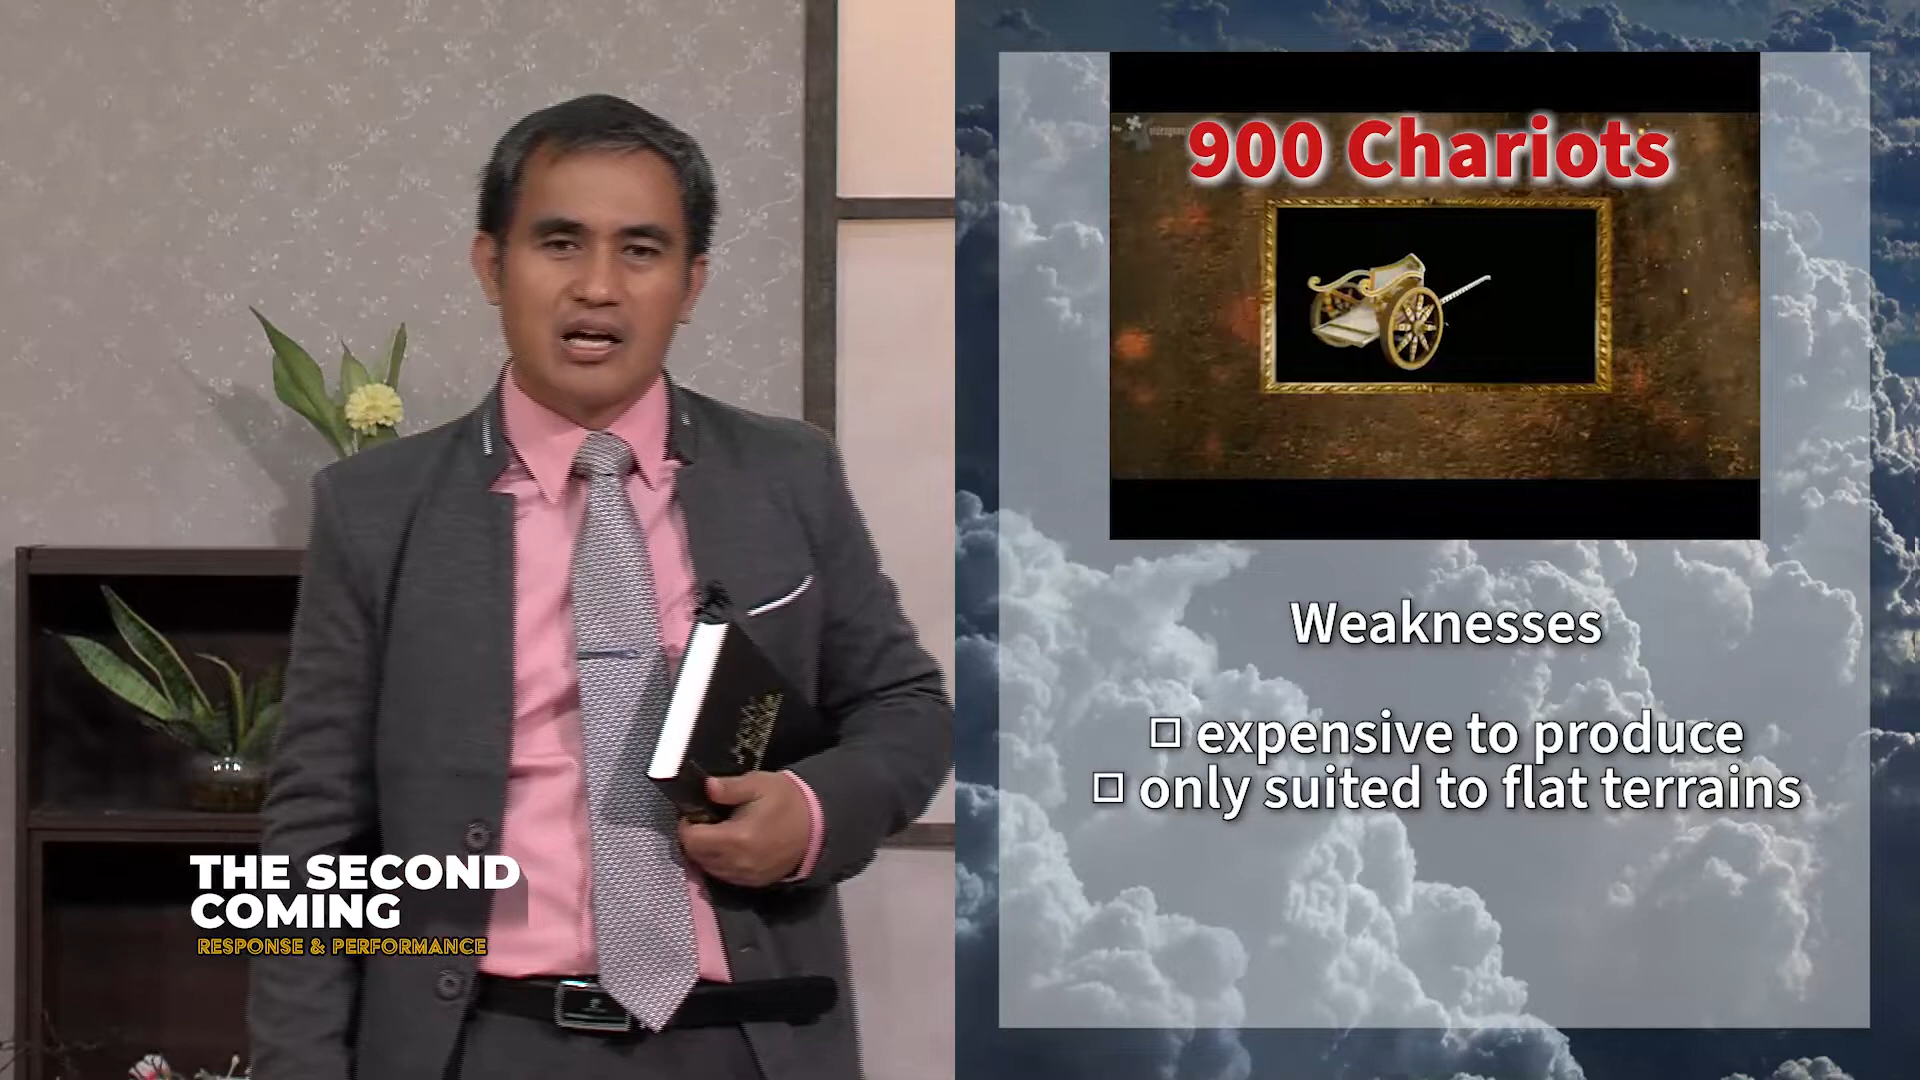 THE SECOND
COMING
RESPONSE & PERFORMANCE
900 Chariots
Weaknesses
□ expensive to produce
□ only suited to flat terrains